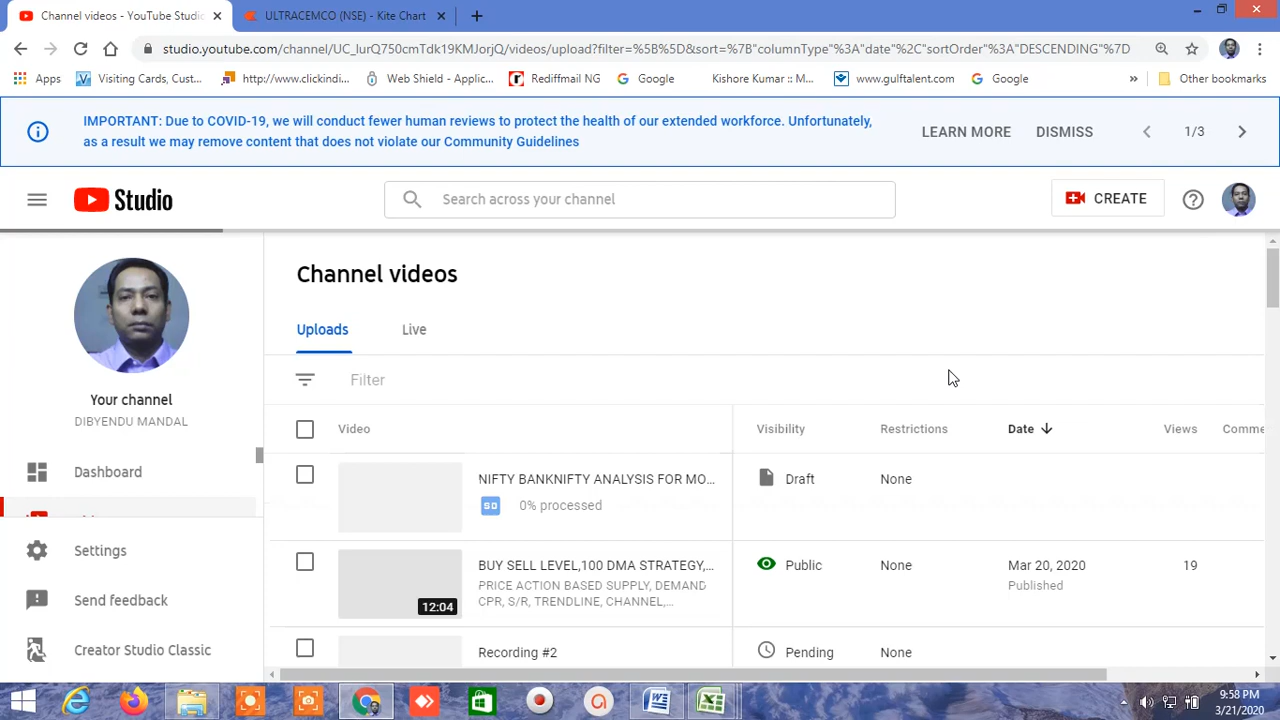 Channel videos - YouTube Studio
ULTRACEMCO (NSE) - Kite Chart
studio.youtube.com/channel/UC_lurQ750cmTdk19KMJorjQ/videos/upload?filter=%5B%5D&sort=%7B"columnType"%3A"date"%2C"sortOrder"%3A"DESCENDING"%7D
Apps
Visiting Cards, Cust...
http://www.clickindi...
Web Shield - Applic...
Rediffmail NG
Google
Kishore Kumar :: M...
www.gulftalent.com
Google
»
Other bookmarks
IMPORTANT: Due to COVID-19, we will conduct fewer human reviews to protect the health of our extended workforce. Unfortunately,
as a result we may remove content that does not violate our Community Guidelines
LEARN MORE
DISMISS
1/3
Studio
Search across your channel
CREATE
Channel videos
Uploads
Live
Your channel
DIBYENDU MANDAL
Filter
Video
Visibility
Restrictions
Date
Views
Comme
Dashboard
NIFTY BANKNIFTY ANALYSIS FOR MO...
SD
0% processed
Draft
None
Settings
BUY SELL LEVEL,100 DMA STRATEGY,...
PRICE ACTION BASED SUPPLY, DEMAND
CPR, S/R, TRENDLINE, CHANNEL,...
12:04
Public
None
Mar 20, 2020
Published
19
Send feedback
Creator Studio Classic
Recording #2
Pending
None
9:58 PM
3/21/2020